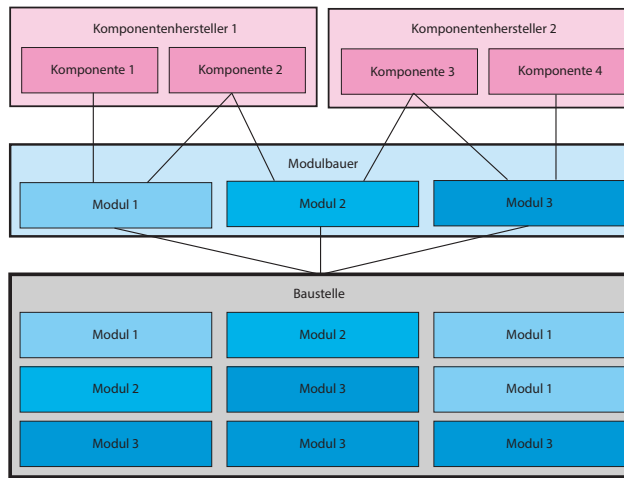 Komponentenhersteller 1
Komponentenhersteller 2
Komponente 1
Komponente 2
Komponente 3
Komponente 4
Modulbauer
Modul 1
Modul 2
Modul 3
Baustelle
Modul 1
Modul 2
Modul 1
Modul 2
Modul 3
Modul 1
Modul 3
Modul 3
Modul 3